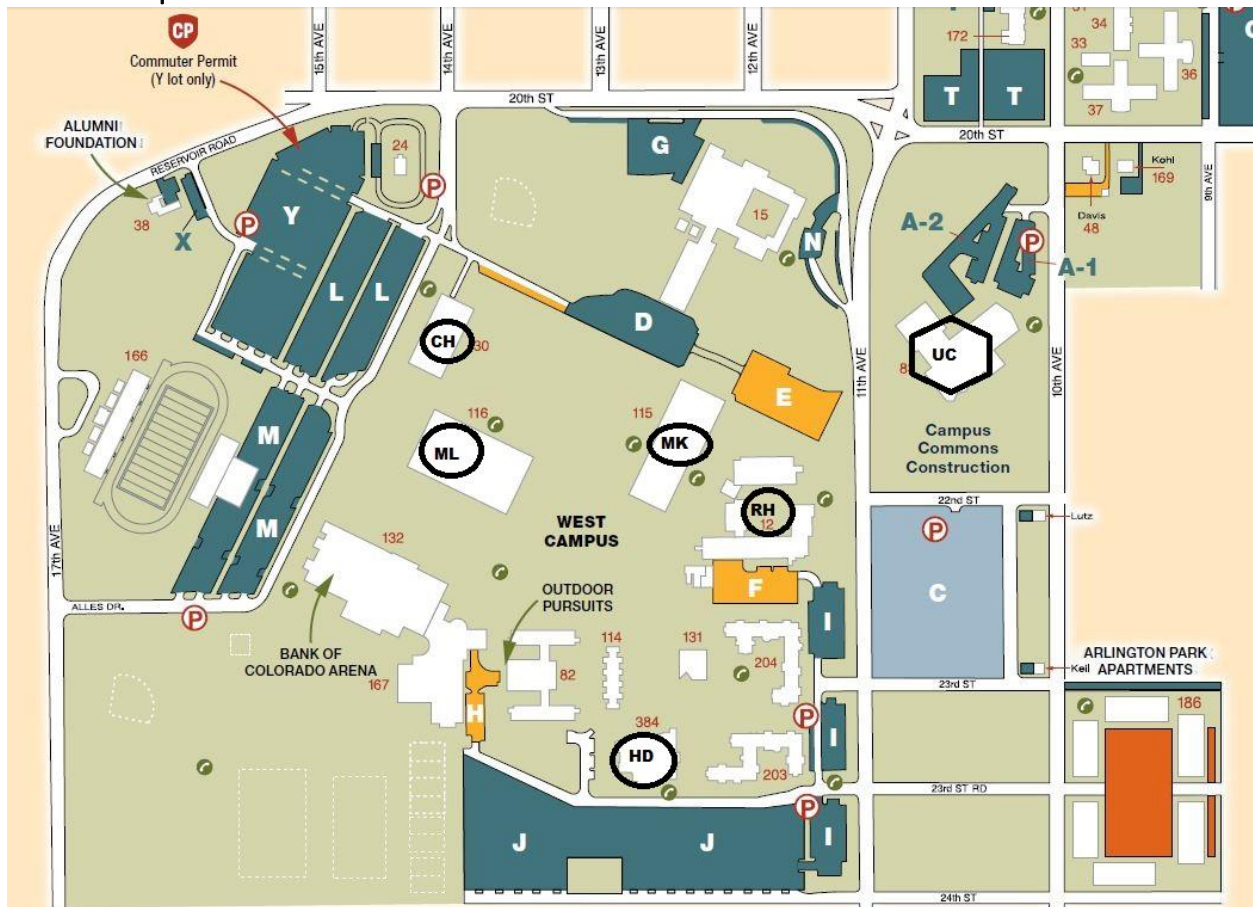 CP
Commuter Permit
(Y lot only)
15th AVE
14th AVE
13th AVE
12th AVE
172
34
33
36
37
T
T
20th ST
20th ST
ALUMNI
FOUNDATION
RESERVOIR ROAD
24
P
G
15
Kohl
169
Davis
48
9th AVE
38
X
P
Y
L
L
N
A-2
P
A-1
CH
30
D
UC
E
11th AVE
10th AVE
166
M
M
116
ML
115
MK
Campus
Commons
Construction
22nd ST
RH
12
Lutz
WEST
CAMPUS
132
17th AVE
P
C
F
I
ALLES DR.
P
OUTDOOR
PURSUITS
BANK OF
COLORADO ARENA
167
82
114
131
204
Keil
ARLINGTON PARK
APARTMENTS
23rd ST
186
H
384
HD
203
P
I
23rd ST RD
P
I
J
J
24th ST